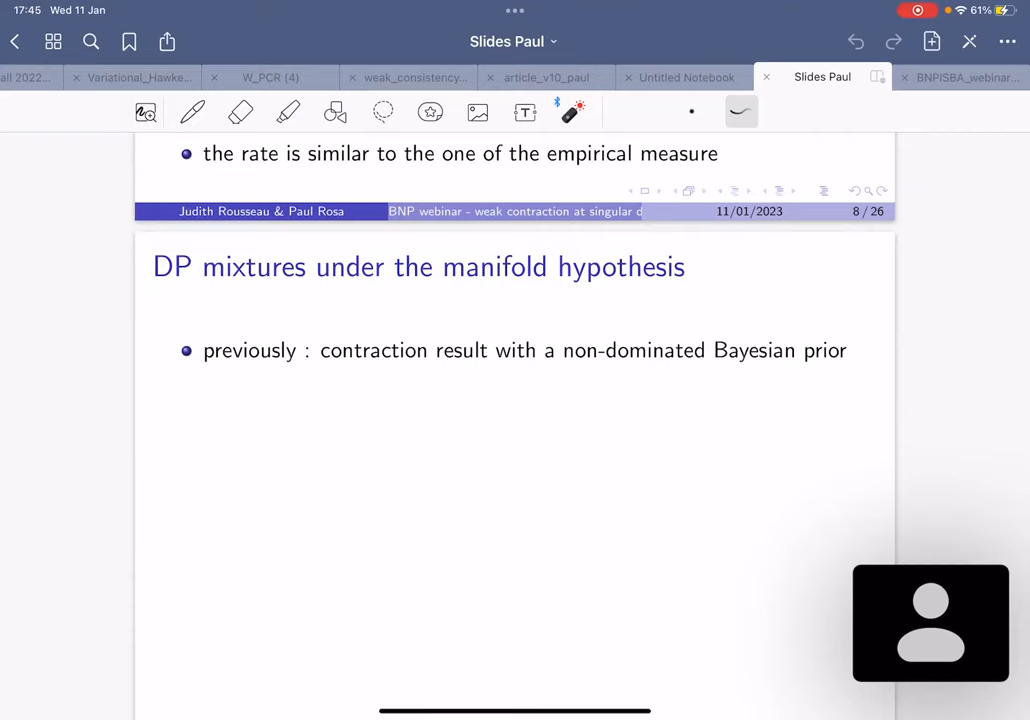 17:45 Wed 11 Jan
61%
Slides Paul
all 2022...
Variational_Hawke...
W_PCR (4)
weak_consistency...
article_v10_paul
Untitled Notebook
Slides Paul
BNPISBA_webinar...
the rate is similar to the one of the empirical measure
Judith Rousseau & Paul Rosa
BNP webinar - weak contraction at singular d
11/01/2023
8 / 26
DP mixtures under the manifold hypothesis
previously : contraction result with a non-dominated Bayesian prior